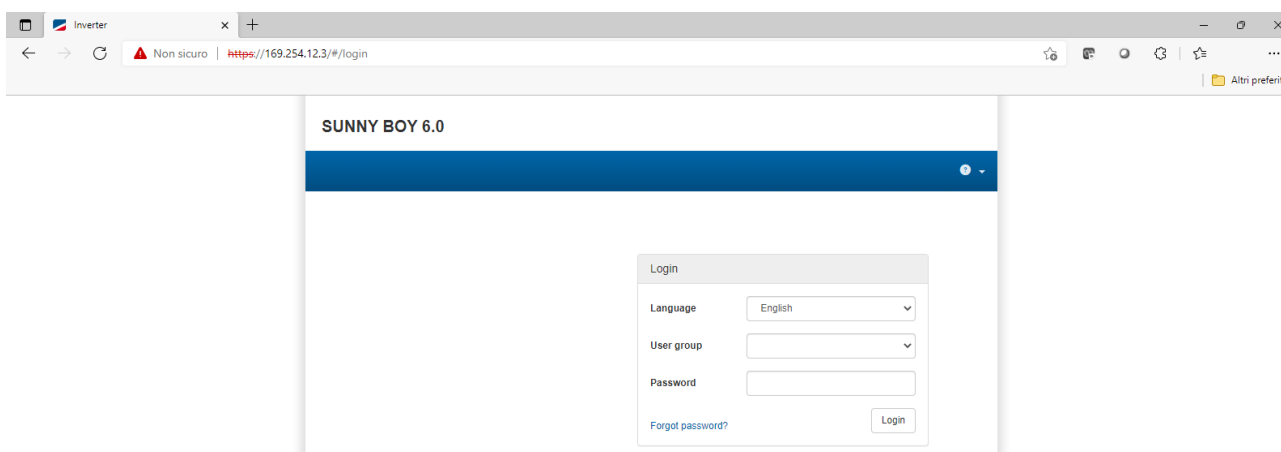 Inverter
Non sicuro | https://169.254.12.3/#/login
Altri preferit
SUNNY BOY 6.0
Login
Language English
User group
Password
Forgot password? Login